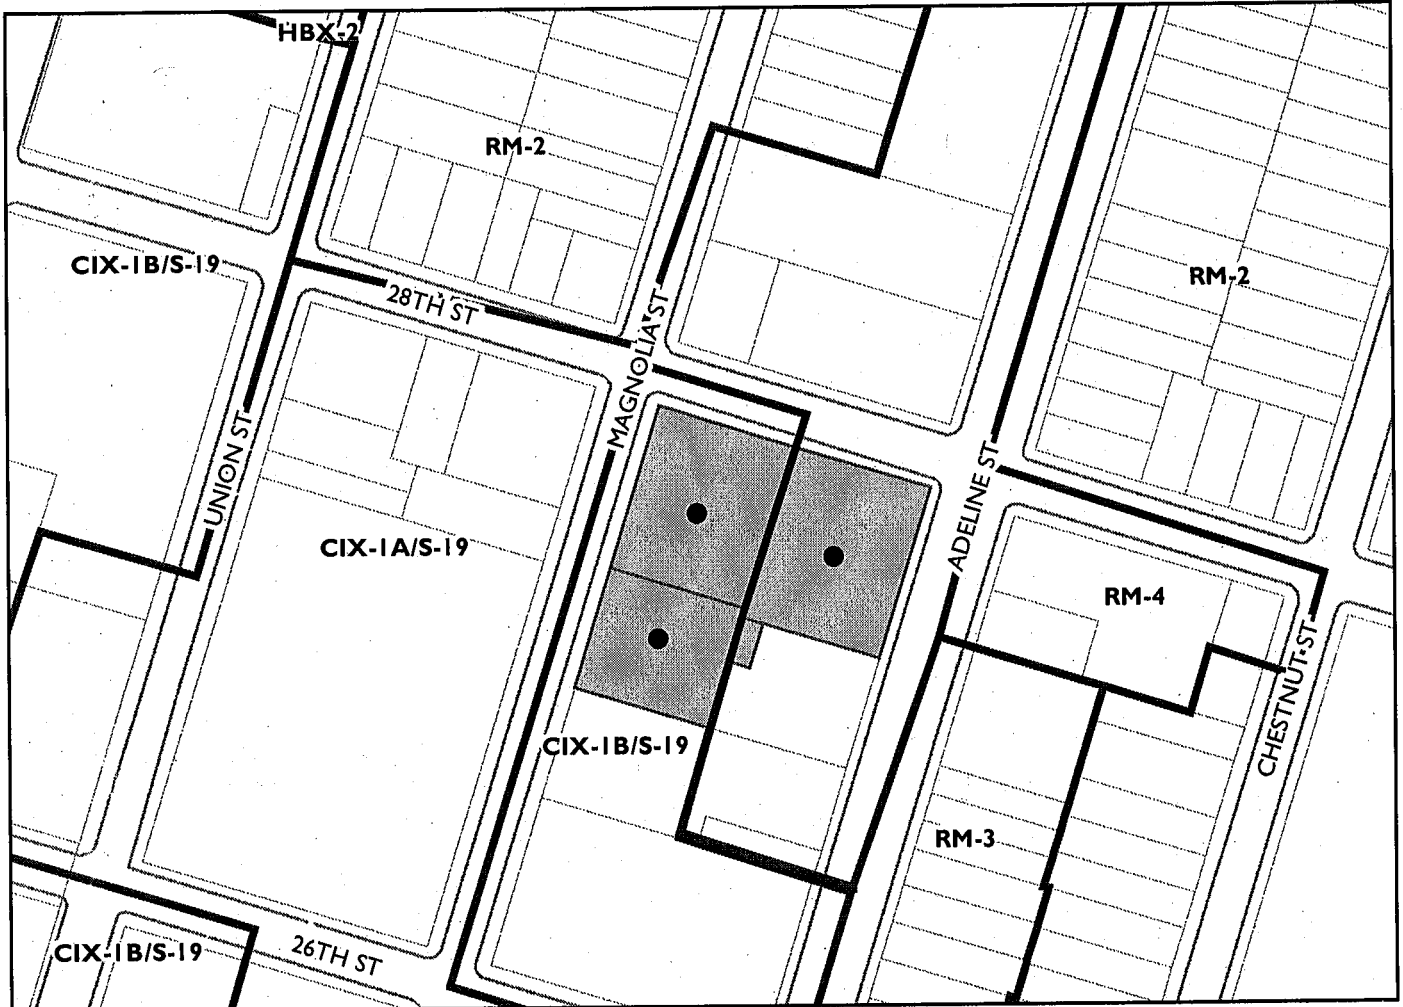 HBX-2
RM-2
CIX-1B/S-19
RM-2
28TH ST
MAGNOLIA ST
UNION ST
ADELINE ST
CIX-1A/S-19
RM-4
CHESTNUT ST
CIX-1B/S-19
RM-3
CIX-1B/S-19
26TH ST